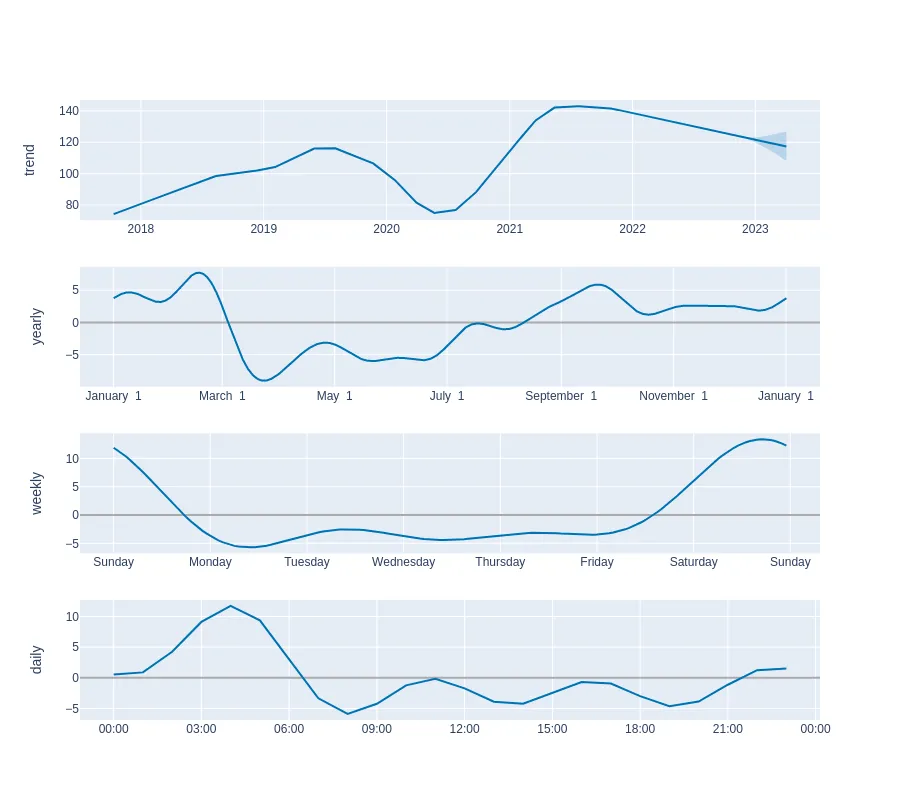 trend
140
120
100
80
2018 2019 2020 2021 2022 2023
yearly
5
0
−5
January 1 March 1 May 1 July 1 September 1 November 1 January 1
weekly
10
5
0
−5
Sunday Monday Tuesday Wednesday Thursday Friday Saturday Sunday
daily
10
5
0
−5
00:00 03:00 06:00 09:00 12:00 15:00 18:00 21:00 00:00